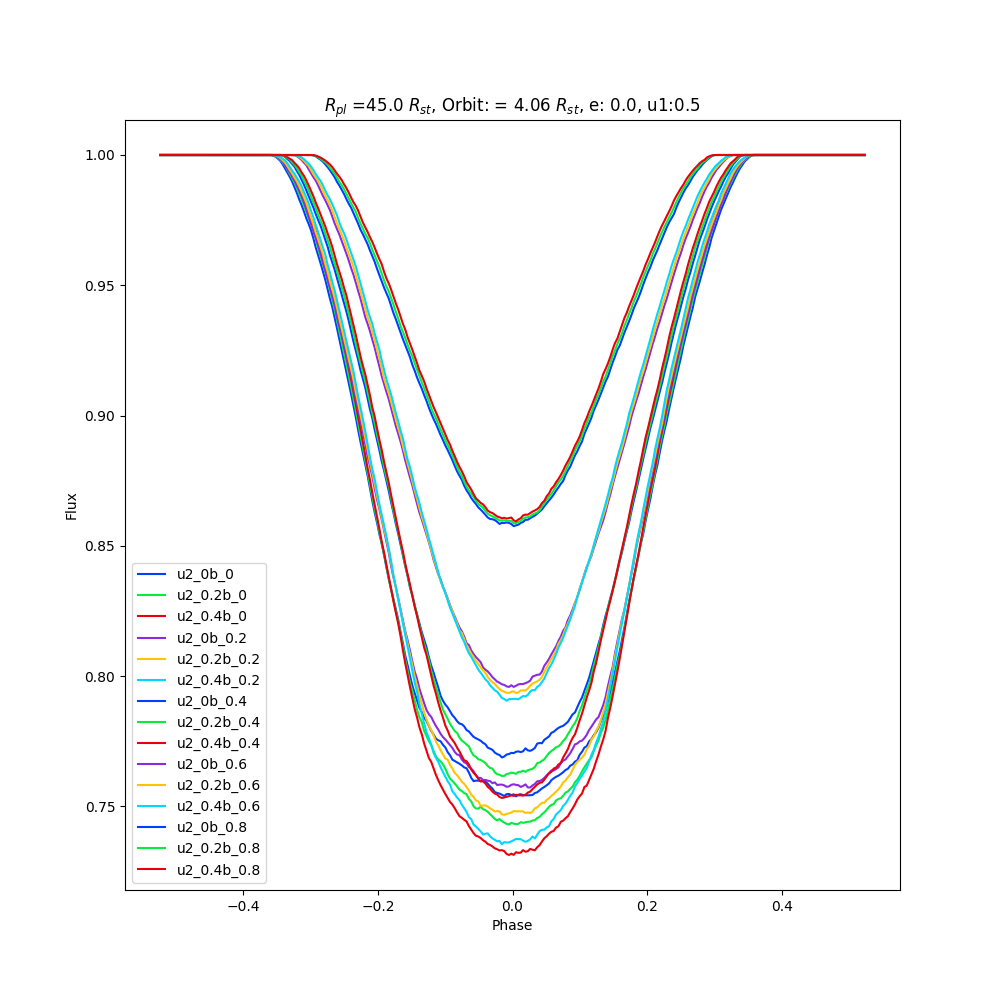 R_pl =45.0 R_st, Orbit: = 4.06 R_st, e: 0.0, u1:0.5
1.00
0.95
0.90
0.85
0.80
0.75
Flux
u2_0b_0
u2_0.2b_0
u2_0.4b_0
u2_0b_0.2
u2_0.2b_0.2
u2_0.4b_0.2
u2_0b_0.4
u2_0.2b_0.4
u2_0.4b_0.4
u2_0b_0.6
u2_0.2b_0.6
u2_0.4b_0.6
u2_0b_0.8
u2_0.2b_0.8
u2_0.4b_0.8
−0.4 −0.2 0.0 0.2 0.4
Phase